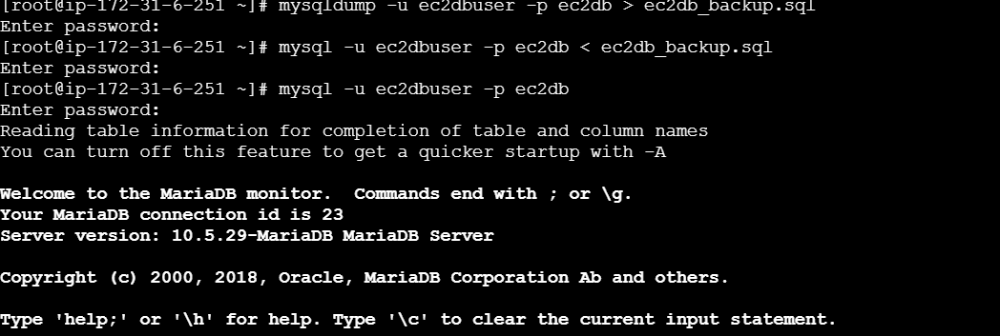 [root@ip-172-31-6-251 ~]# mysqldump -u ec2dbuser -p ec2db > ec2db_backup.sql
Enter password:
[root@ip-172-31-6-251 ~]# mysql -u ec2dbuser -p ec2db < ec2db_backup.sql
Enter password:
[root@ip-172-31-6-251 ~]# mysql -u ec2dbuser -p ec2db
Enter password:
Reading table information for completion of table and column names
You can turn off this feature to get a quicker startup with -A
Welcome to the MariaDB monitor.  Commands end with ; or \g.
Your MariaDB connection id is 23
Server version: 10.5.29-MariaDB MariaDB Server
Copyright (c) 2000, 2018, Oracle, MariaDB Corporation Ab and others.
Type 'help;' or '\h' for help. Type '\c' to clear the current input statement.